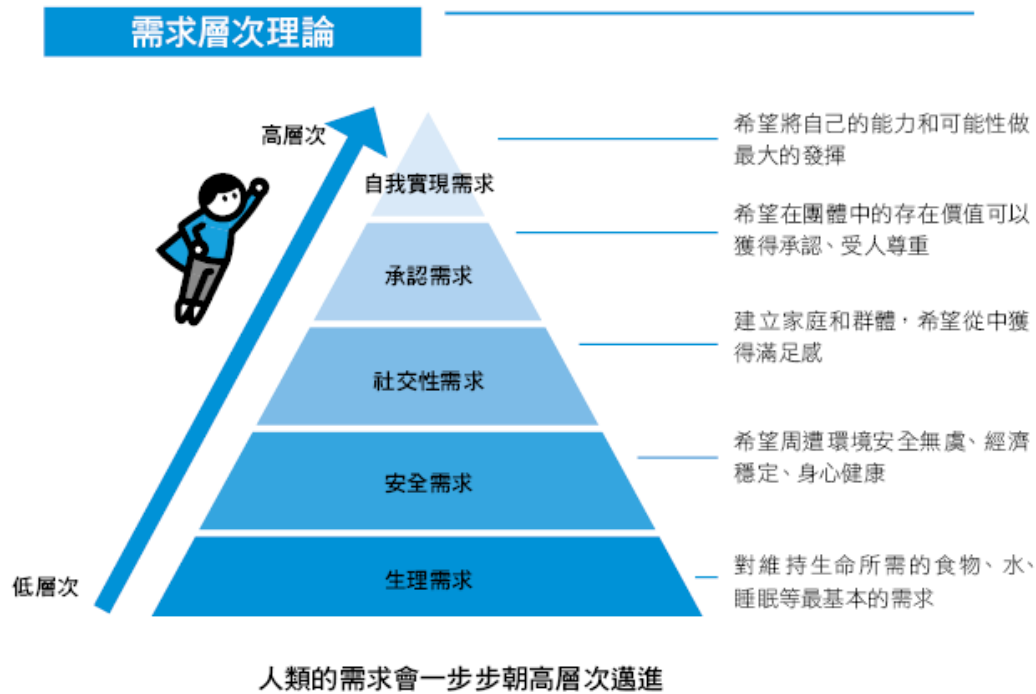 需求層次理論
高層次
希望將自己的能力和可能性做
最大的發揮
自我實現需求
希望在團體中的存在價值可以
獲得承認、受人尊重
承認需求
建立家庭和群體，希望從中獲
得滿足感
社交性需求
希望周遭環境安全無虞、經濟
穩定、身心健康
安全需求
低層次
生理需求
對維持生命所需的食物、水、
睡眠等最基本的需求
人類的需求會一步步朝高層次邁進